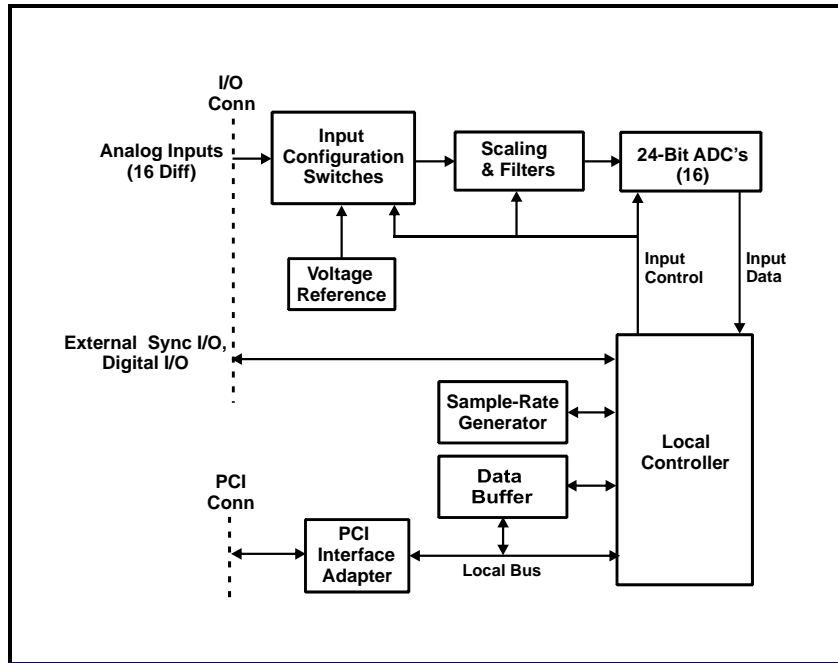 I/O
Conn
Analog Inputs
(16 Diff)
Input
Configuration
Switches
Scaling
& Filters
24-Bit ADC's
(16)
Voltage
Reference
Input
Control
Input
Data
External Sync I/O,
Digital I/O
Sample-Rate
Generator
Local
Controller
Data
Buffer
PCI
Conn
PCI
Interface
Adapter
Local Bus